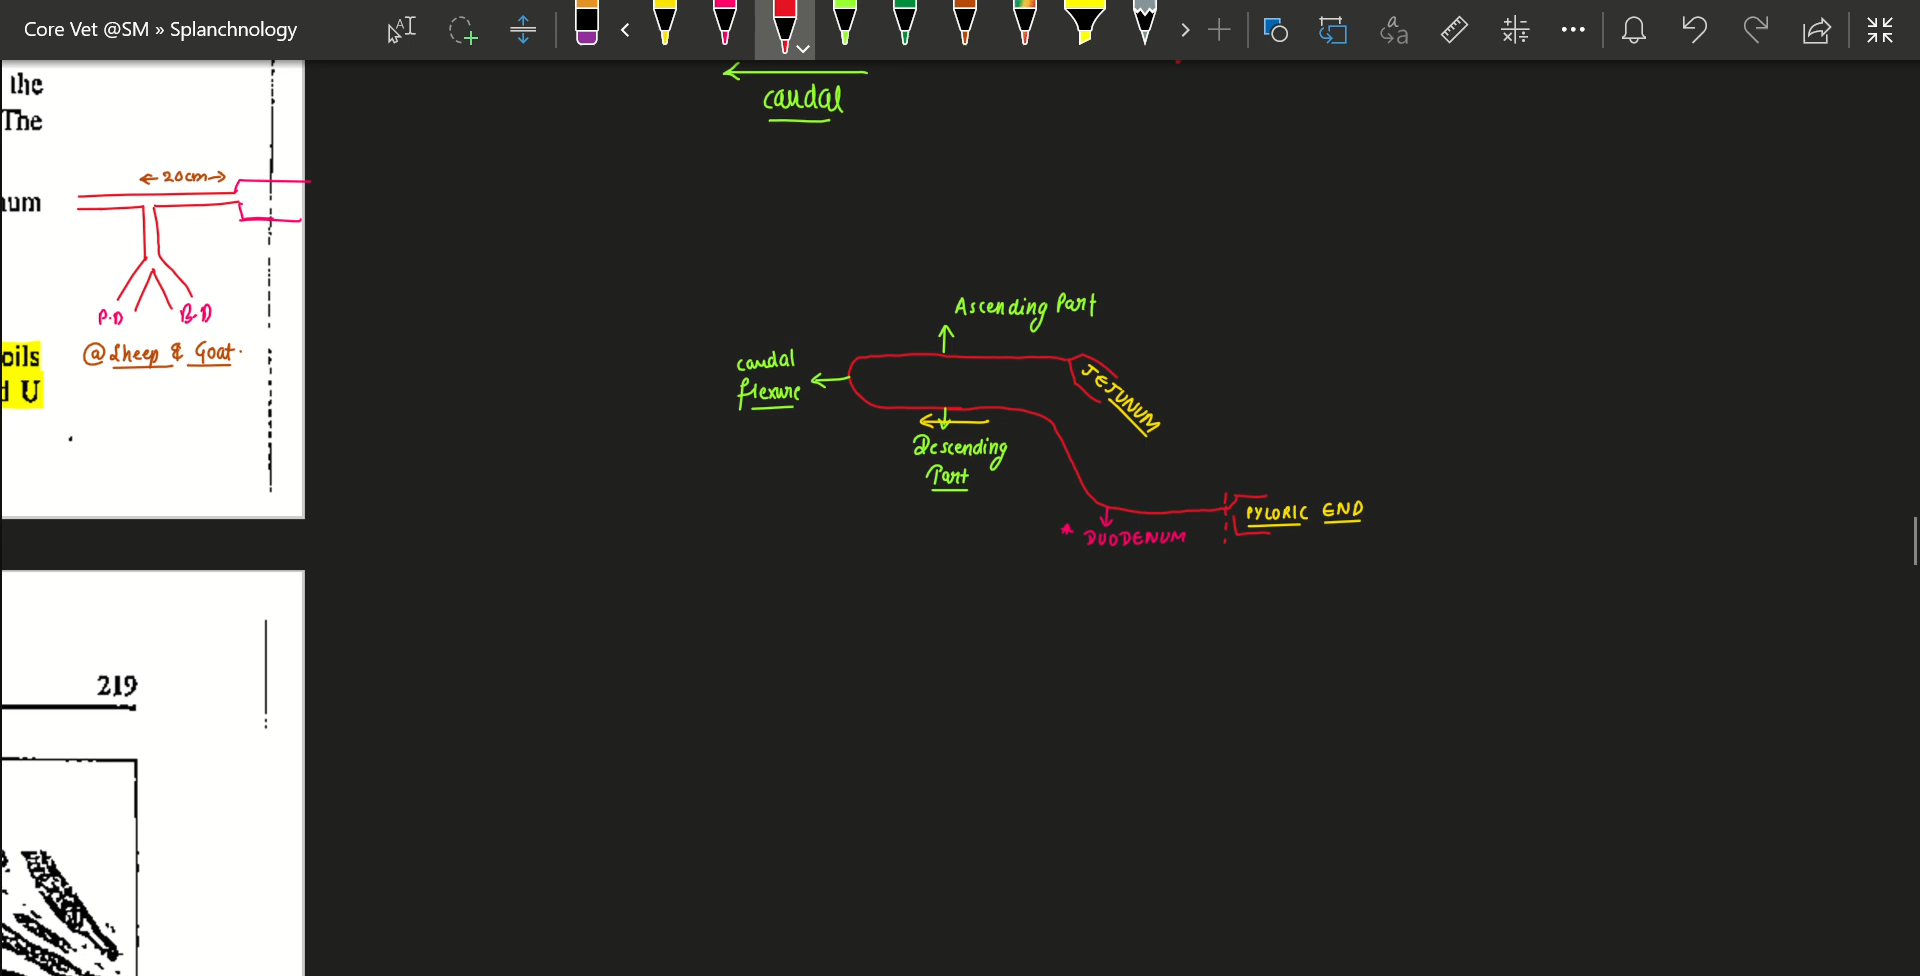 Core Vet @SM » Splanchnology
the
The
caudal
20cm
P.D
B.D
@ Sheep & Goat.
oils
d U
Ascending Part
caudal
flexure
JEJUNUM
Descending
Part
PYLORIC END
* DUODENUM
219